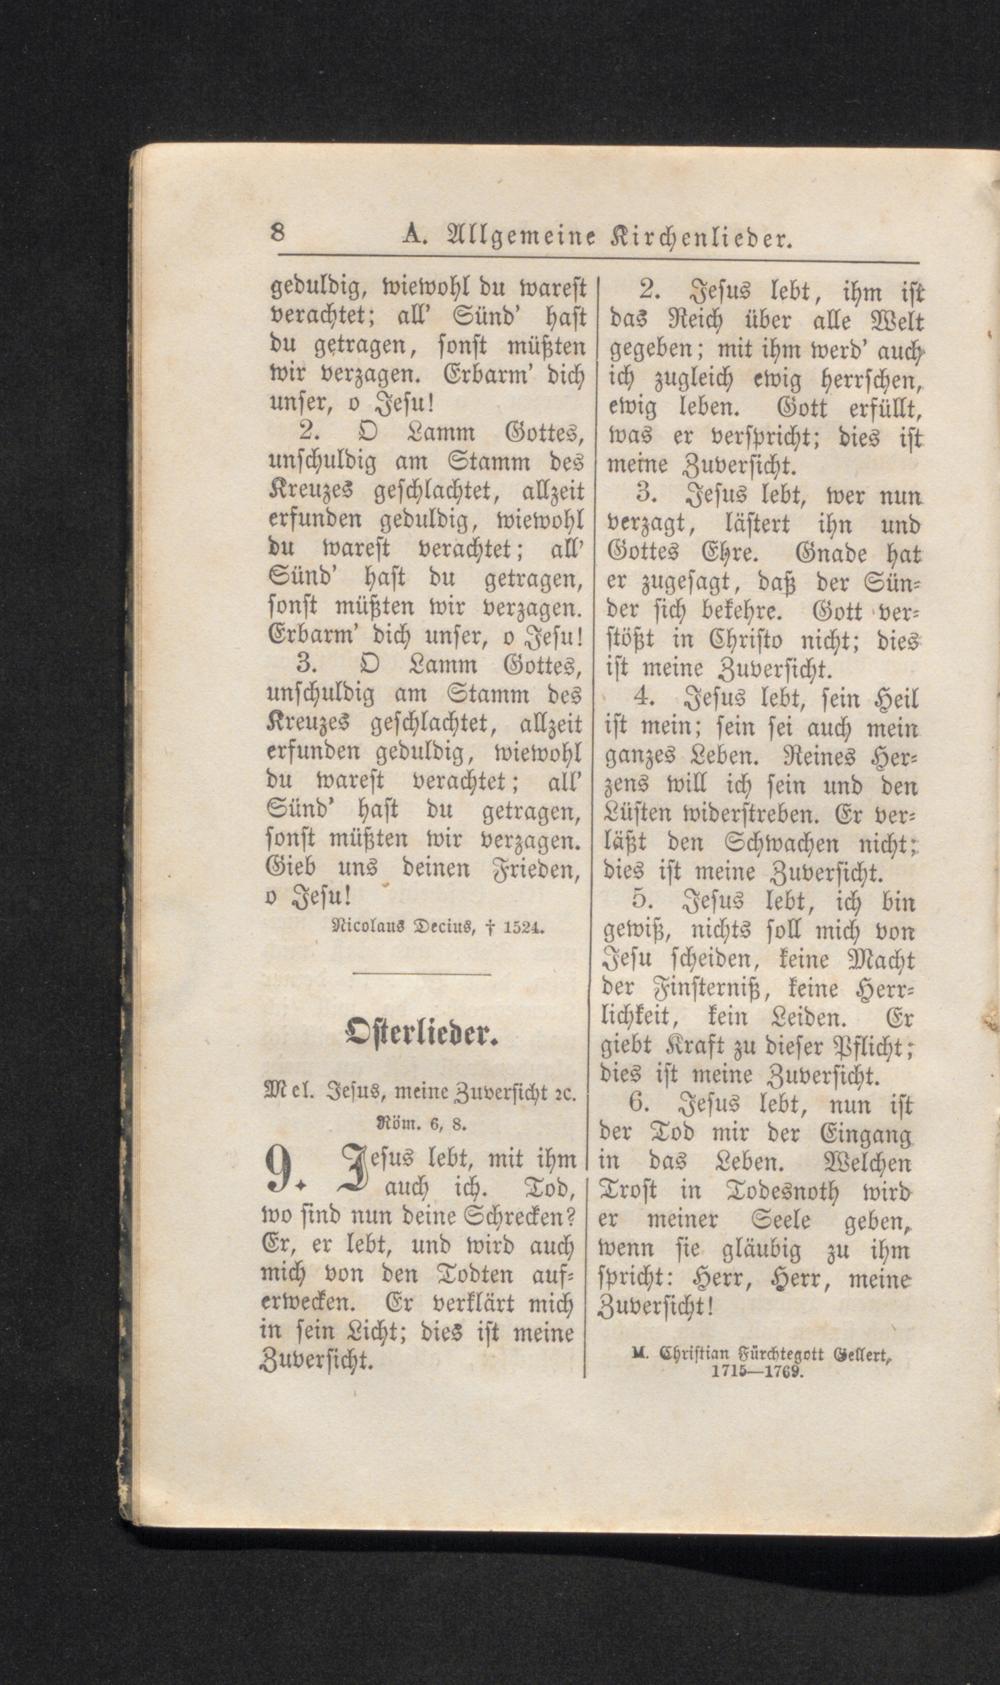 8
A. Allgemeine Kirchenlieder.
geduldig, wiewohl du warest
verachtet; all' Sünd' hast
du getragen, sonst müßten
wir verzagen. Erbarm' dich
unser, o Jesu!
2. O Lamm Gottes,
unschuldig am Stamm des
Kreuzes geschlachtet, allzeit
erfunden geduldig, wiewohl
du warest verachtet; all'
Sünd' hast du getragen,
sonst müßten wir verzagen.
Erbarm' dich unser, o Jesu!
3. O Lamm Gottes,
unschuldig am Stamm des
Kreuzes geschlachtet, allzeit
erfunden geduldig, wiewohl
du warest verachtet; all'
Sünd' hast du getragen,
sonst müßten wir verzagen.
Gieb uns deinen Frieden,
o Jesu!
Nicolaus Decius, † 1524.
Osterlieder.
Mel. Jesus, meine Zuversicht ꝛc.
Röm. 6, 8.
9. Jesus lebt, mit ihm
auch ich. Tod,
wo sind nun deine Schrecken?
Er, er lebt, und wird auch
mich von den Todten auf-
erwecken. Er verklärt mich
in sein Licht; dies ist meine
Zuversicht.
2. Jesus lebt, ihm ist
das Reich über alle Welt
gegeben; mit ihm werd' auch
ich zugleich ewig herrschen,
ewig leben. Gott erfüllt,
was er verspricht; dies ist
meine Zuversicht.
3. Jesus lebt, wer nun
verzagt, lästert ihn und
Gottes Ehre. Gnade hat
er zugesagt, daß der Sün-
der sich bekehre. Gott ver-
stößt in Christo nicht; dies
ist meine Zuversicht.
4. Jesus lebt, sein Heil
ist mein; sein sei auch mein
ganzes Leben. Reines Her-
zens will ich sein und den
Lüsten widerstreben. Er ver-
läßt den Schwachen nicht;
dies ist meine Zuversicht.
5. Jesus lebt, ich bin
gewiß, nichts soll mich von
Jesu scheiden, keine Macht
der Finsterniß, keine Herr-
lichkeit, kein Leiden. Er
giebt Kraft zu dieser Pflicht;
dies ist meine Zuversicht.
6. Jesus lebt, nun ist
der Tod mir der Eingang
in das Leben. Welchen
Trost in Todesnoth wird
er meiner Seele geben,
wenn sie gläubig zu ihm
spricht: Herr, Herr, meine
Zuversicht!
M. Christian Fürchtegott Gellert,
1715—1769.